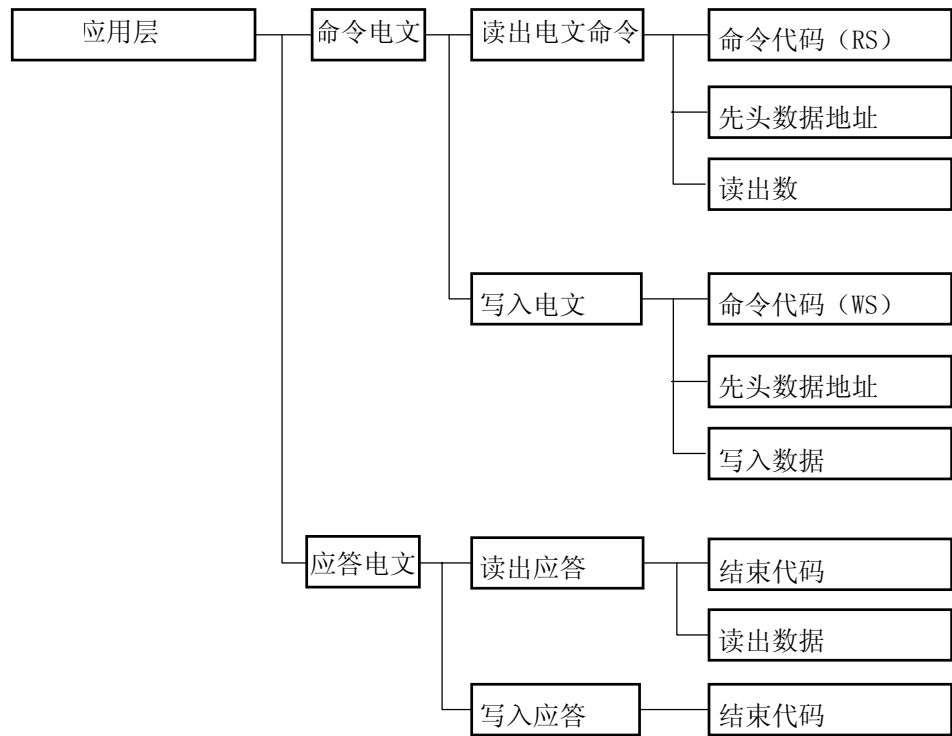 应用层
命令电文
读出电文命令
命令代码（RS）
先头数据地址
读出数
写入电文
命令代码（WS）
先头数据地址
写入数据
应答电文
读出应答
结束代码
读出数据
写入应答
结束代码